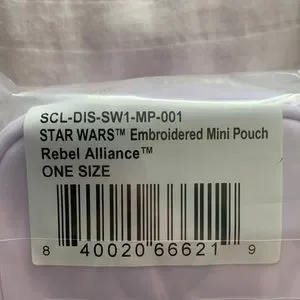 SCL-DIS-SW1-MP-001
STAR WARS™ Embroidered Mini Pouch
Rebel Alliance™
ONE SIZE
8 40020 66621 9